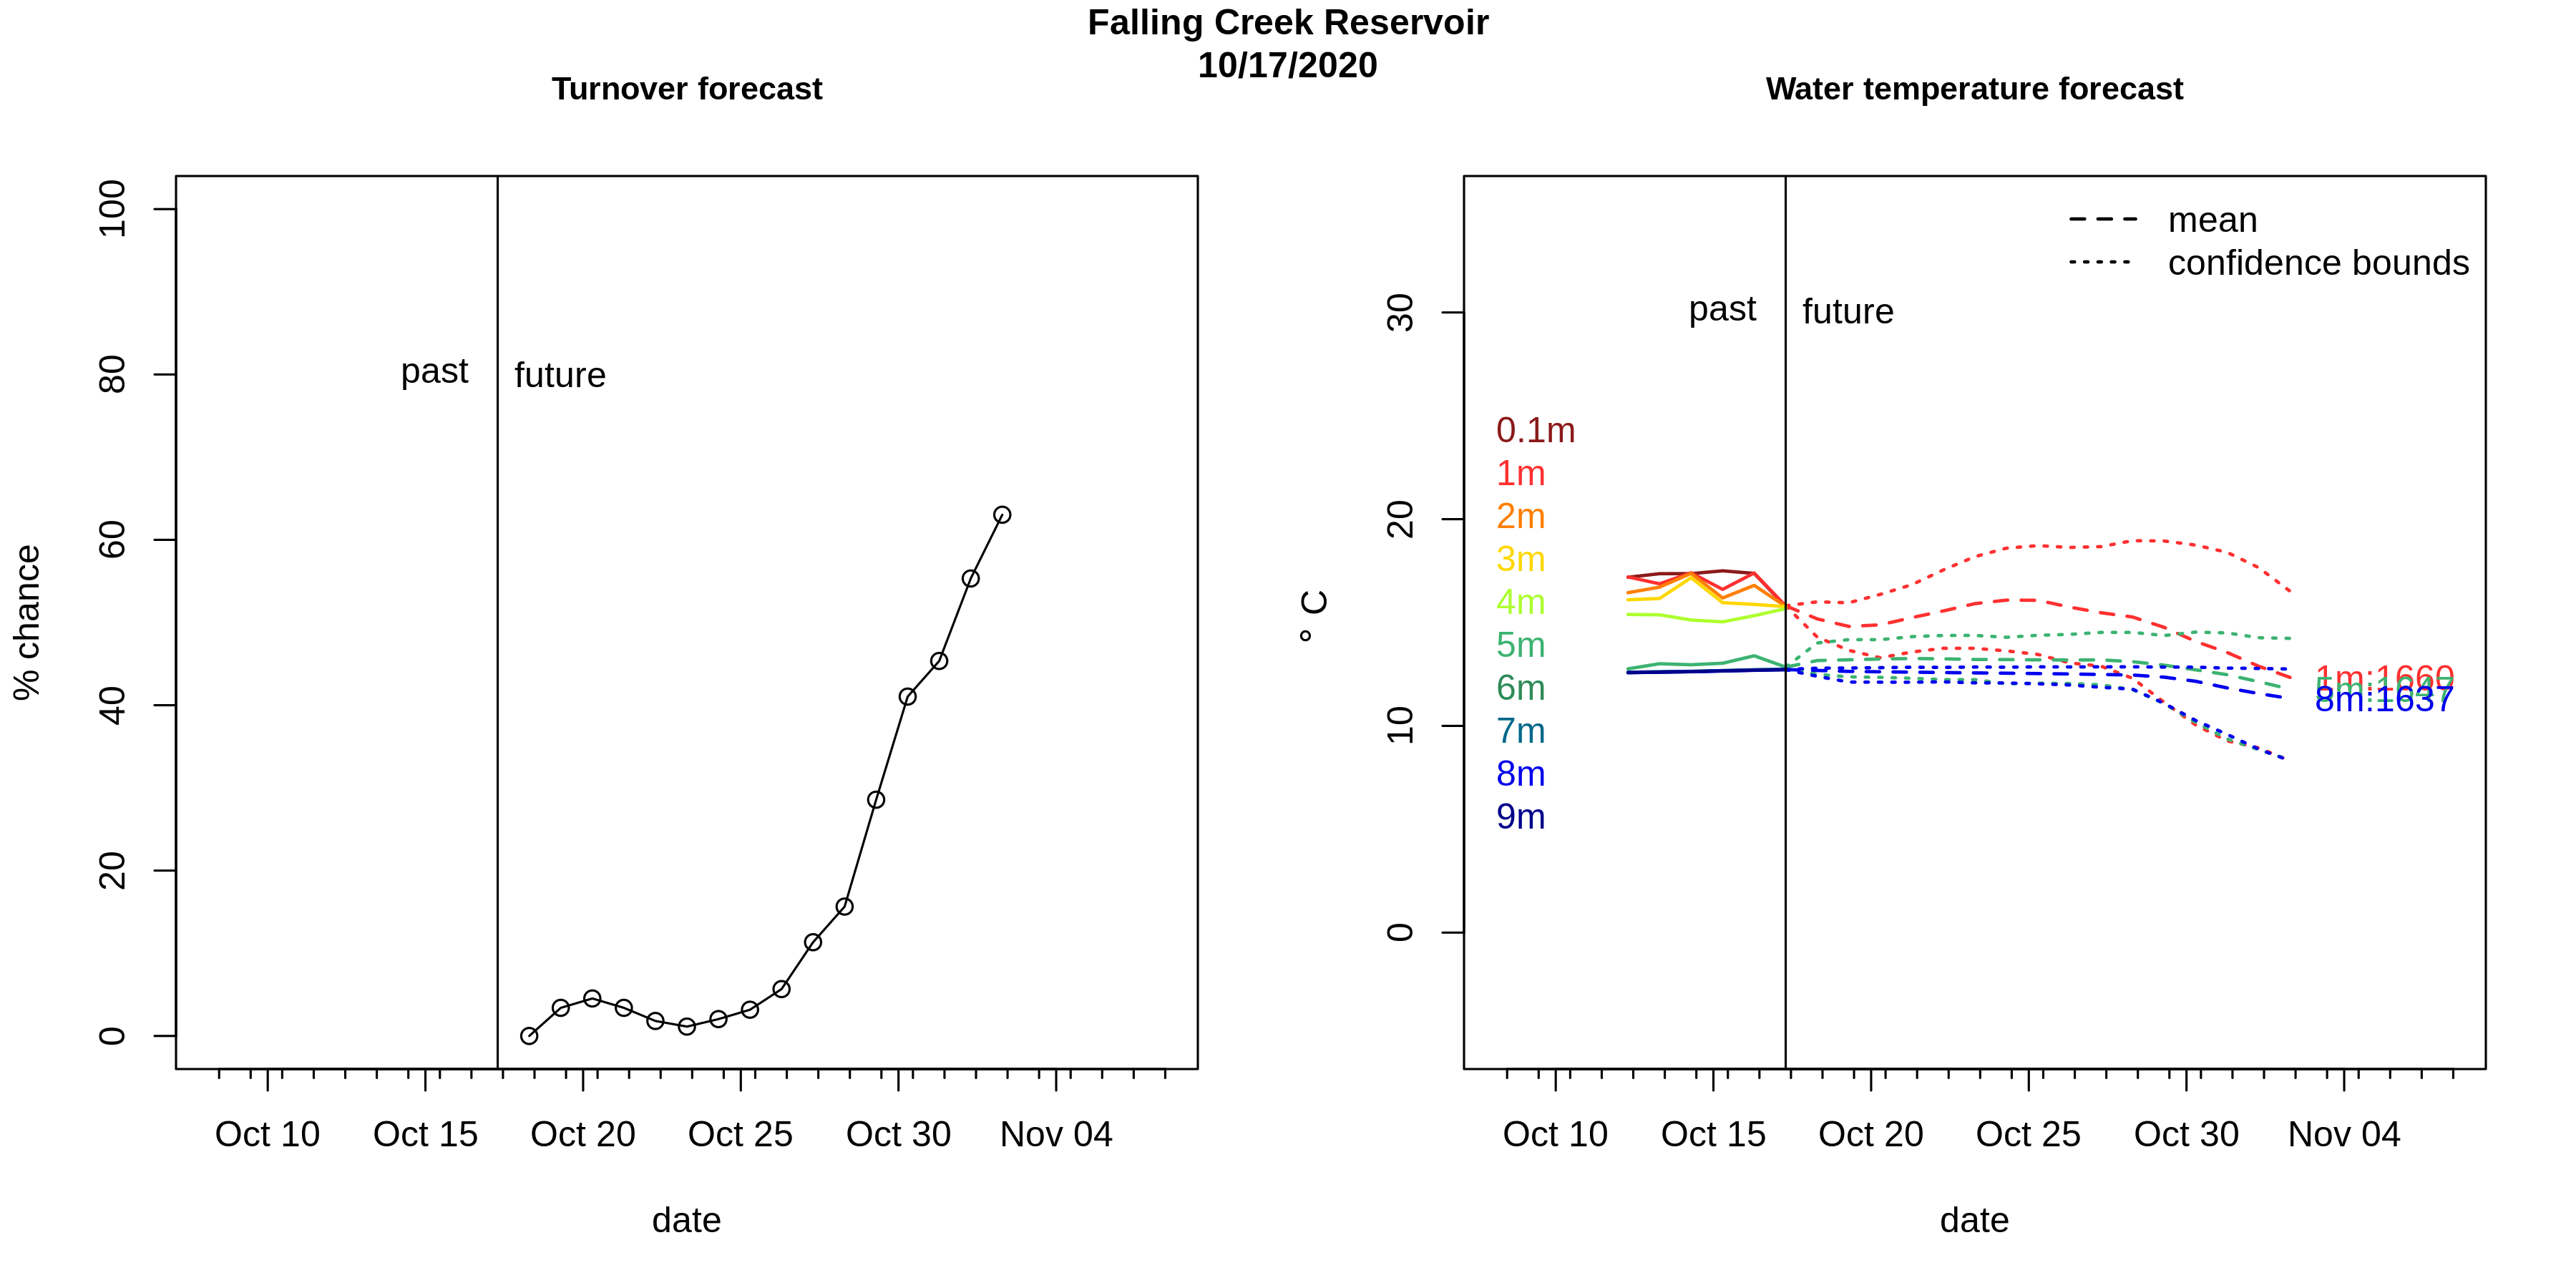 Falling Creek Reservoir
10/17/2020
Turnover forecast
% chance
100
80
60
40
20
0
past
future
Oct 10
Oct 15
Oct 20
Oct 25
Oct 30
Nov 04
date
Water temperature forecast
° C
30
20
10
0
mean
confidence bounds
past
future
0.1m
1m
2m
3m
4m
5m
6m
7m
8m
9m
1m:1660
8m:1637
Oct 10
Oct 15
Oct 20
Oct 25
Oct 30
Nov 04
date